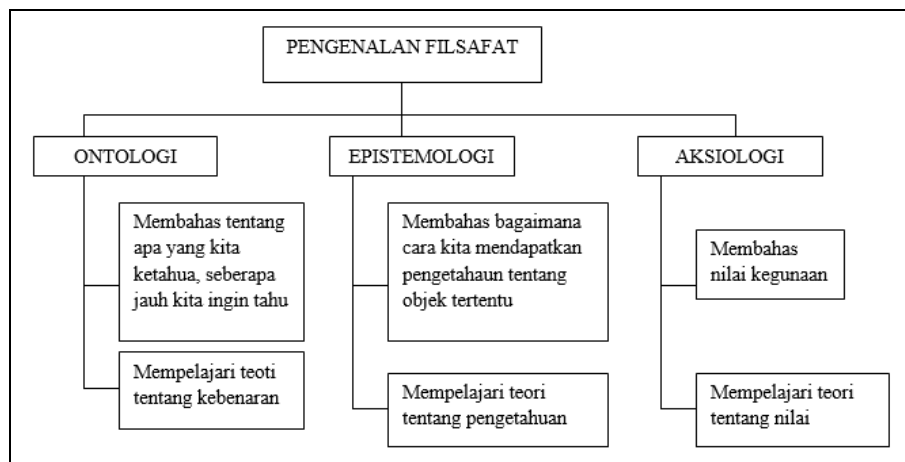 PENGENALAN FILSAFAT
ONTOLOGI
EPISTEMOLOGI
AKSIOLOGI
Membahas tentang
apa yang kita
ketahua, seberapa
jauh kita ingin tahu
Membahas bagaimana
cara kita mendapatkan
pengetahaun tentang
objek tertentu
Membahas
nilai kegunaan
Mempelajari teoti
tentang kebenaran
Mempelajari teori
tentang pengetahuan
Mempelajari teori
tentang nilai